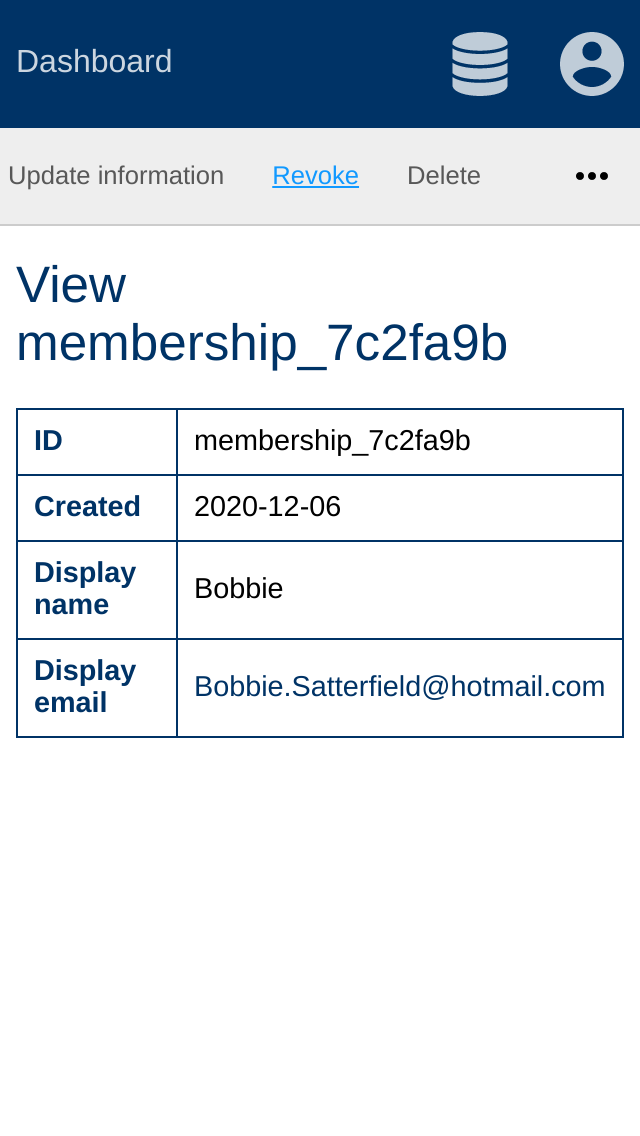 Dashboard
Update information Revoke Delete •••
View
membership_7c2fa9b
ID membership_7c2fa9b
Created 2020-12-06
Display
name
Bobbie
Display
email
Bobbie.Satterfield@hotmail.com